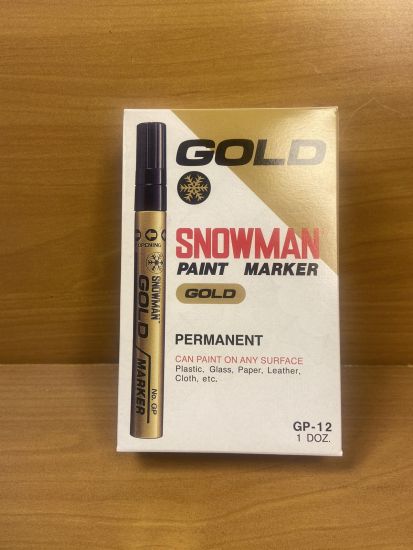 GOLD
SNOWMAN
PAINT MARKER
GOLD
PERMANENT
CAN PAINT ON ANY SURFACE
Plastic, Glass, Paper, Leather,
Cloth, etc.
GP-12
1 DOZ.
OPENING
SNOWMAN
GOLD
MARKER
No. GP